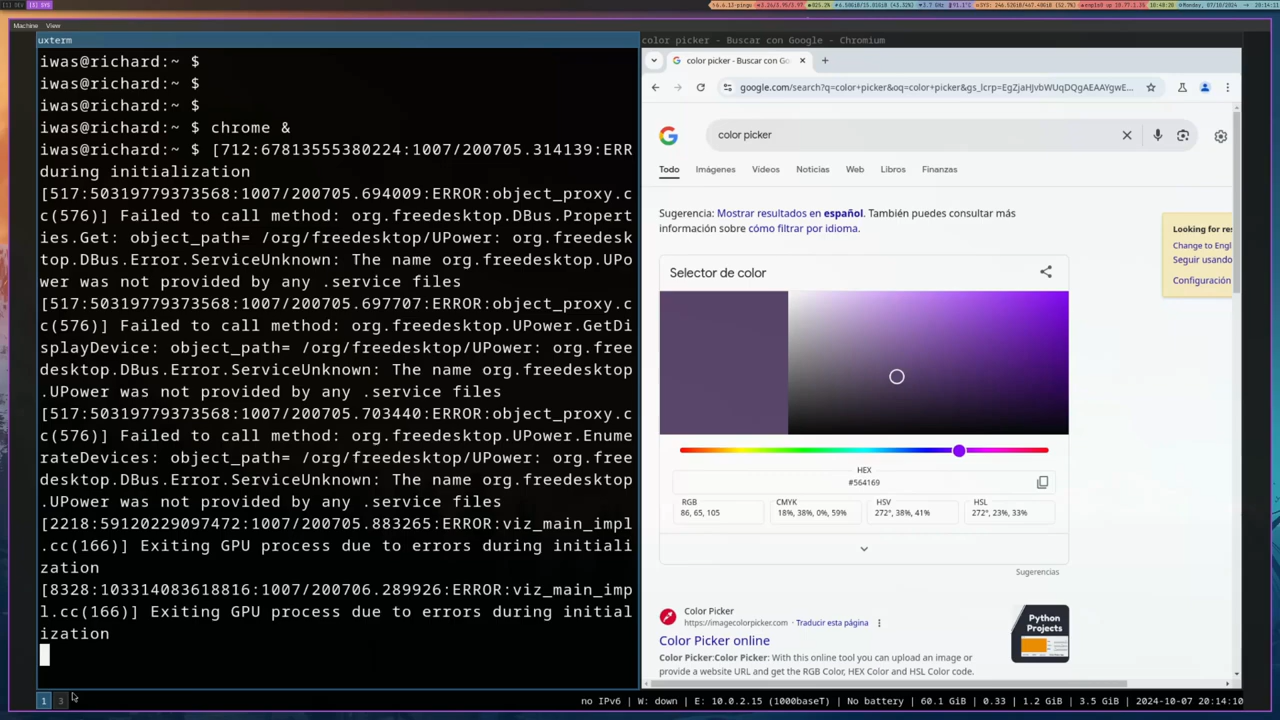 [1] DEV [3] SYS
Monday, 07/10/2024
Machine View
uxterm
iwas@richard:~ $
iwas@richard:~ $
iwas@richard:~ $
iwas@richard:~ $ chrome &
iwas@richard:~ $ [712:67813555380224:1007/200705.314139:ERR
during initialization
[517:503197793735​68:1007/200705.694009:ERROR:object_proxy.c
c(576)] Failed to call method: org.freedesktop.DBus.Propert
ies.Get: object_path= /org/freedesktop/UPower: org.freedesk
top.DBus.Error.ServiceUnknown: The name org.freedesktop.UPo
wer was not provided by any .service files
[517:50319779373568:1007/200705.697707:ERROR:object_proxy.c
c(576)] Failed to call method: org.freedesktop.UPower.GetDi
splayDevice: object_path= /org/freedesktop/UPower: org.free
desktop.DBus.Error.ServiceUnknown: The name org.freedesktop
.UPower was not provided by any .service files
[517:50319779373568:1007/200705.703440:ERROR:object_proxy.c
c(576)] Failed to call method: org.freedesktop.UPower.Enume
rateDevices: object_path= /org/freedesktop/UPower: org.free
desktop.DBus.Error.ServiceUnknown: The name org.freedesktop
.UPower was not provided by any .service files
[2218:59120229097472:1007/200705.883265:ERROR:viz_main_impl
.cc(166)] Exiting GPU process due to errors during initiali
zation
[8328:103314083618816:1007/200706.289926:ERROR:viz_main_imp
l.cc(166)] Exiting GPU process due to errors during initial
ization
color picker - Buscar con Google - Chromium
color picker - Buscar con Go
google.com/search?q=color+picker&oq=color+picker&gs_lcrp=EgZjaHJvbWUqDQgAEAAYgwE...
color picker
Todo Imágenes Vídeos Noticias Web Libros Finanzas
Sugerencia: Mostrar resultados en español. También puedes consultar más
información sobre cómo filtrar por idioma.
Looking for res
Change to Engl
Seguir usando
Configuración
Selector de color
HEX
#564169
RGB CMYK HSV HSL
86, 65, 105 18%, 38%, 0%, 59% 272°, 38%, 41% 272°, 23%, 33%
Sugerencias
Color Picker
https://imagecolorpicker.com · Traducir esta página
Color Picker online
Color Picker:Color Picker: With this online tool you can upload an image or
provide a website URL and get the RGB Color, HEX Color and HSL Color code.
Python
Projects
1 3
no IPv6 | W: down | E: 10.0.2.15 (1000baseT) | No battery | 60.1 GiB | 0.33 | 1.2 GiB | 3.5 GiB | 2024-10-07 20:14:10